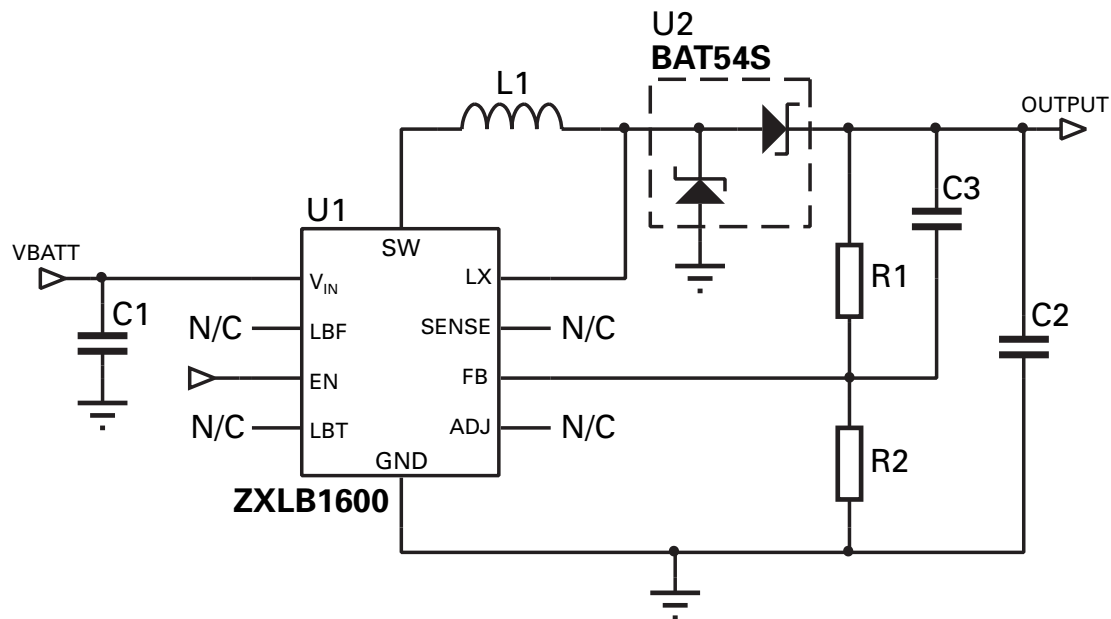 U2
BAT54S
L1
OUTPUT
C3
U1
SW
VBATT
V_IN
LX
R1
C1
N/C
LBF
SENSE
N/C
C2
EN
FB
N/C
LBT
ADJ
N/C
GND
R2
ZXLB1600